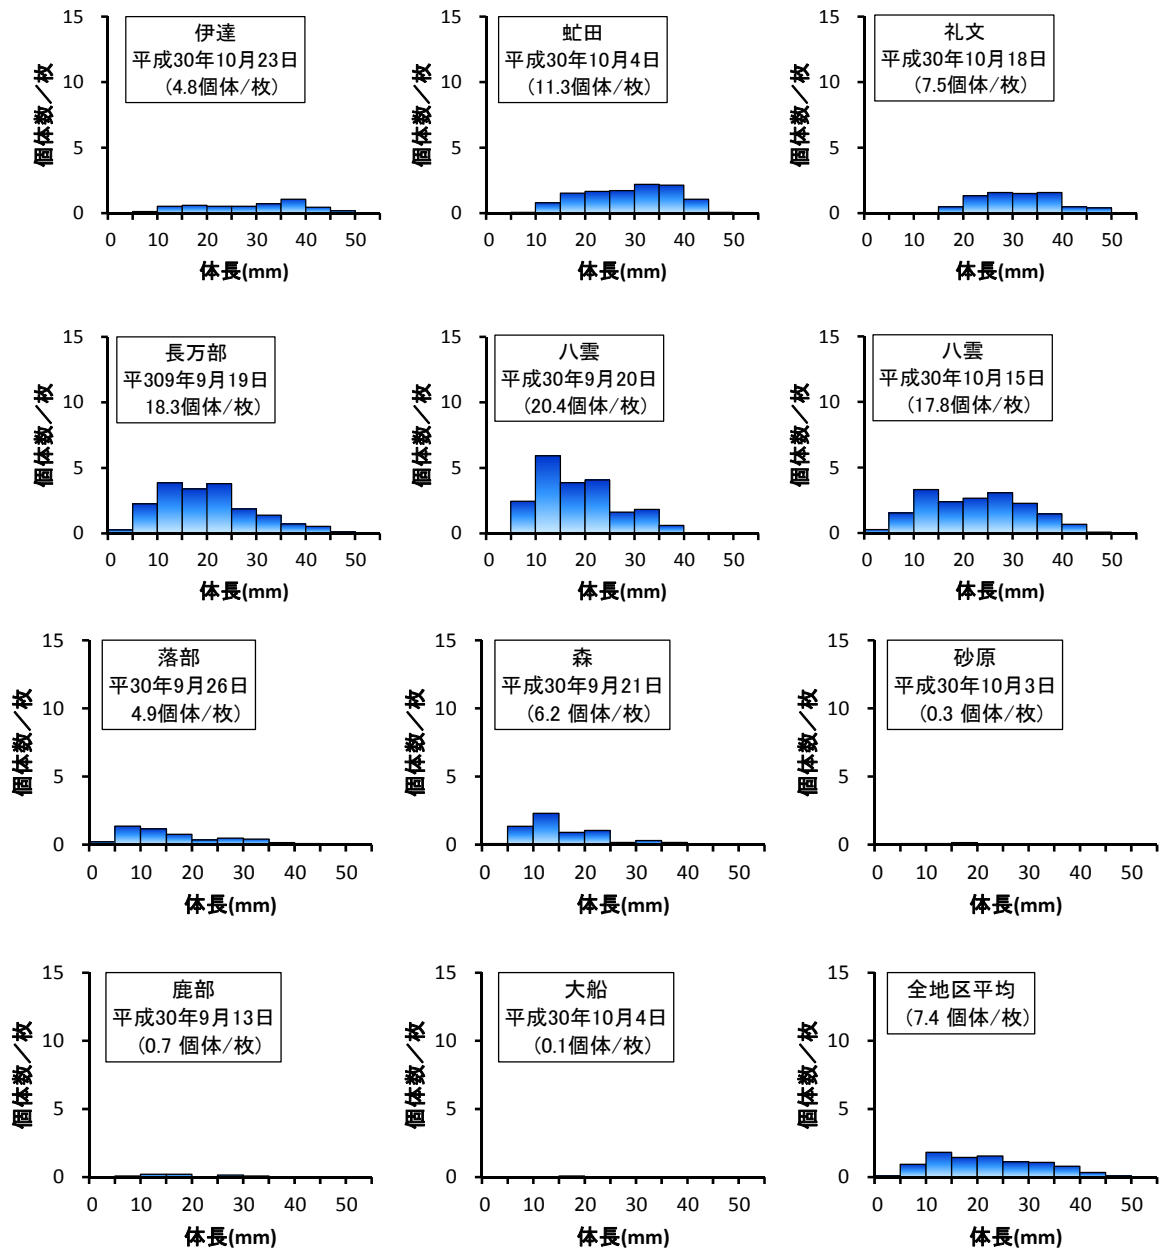 伊達
平成30年10月23日
(4.8個体/枚)
個体数／枚
15
10
5
0
0 10 20 30 40 50
体長(mm)
虻田
平成30年10月4日
(11.3個体/枚)
個体数／枚
15
10
5
0
0 10 20 30 40 50
体長(mm)
礼文
平成30年10月18日
(7.5個体/枚)
個体数／枚
15
10
5
0
0 10 20 30 40 50
体長(mm)
長万部
平309年9月19日
18.3個体/枚)
個体数／枚
15
10
5
0
0 10 20 30 40 50
体長(mm)
八雲
平成30年9月20日
(20.4個体/枚)
個体数／枚
15
10
5
0
0 10 20 30 40 50
体長(mm)
八雲
平成30年10月15日
(17.8個体/枚)
個体数／枚
15
10
5
0
0 10 20 30 40 50
体長(mm)
落部
平30年9月26日
4.9個体/枚)
個体数／枚
15
10
5
0
0 10 20 30 40 50
体長(mm)
森
平成30年9月21日
(6.2 個体/枚)
個体数／枚
15
10
5
0
0 10 20 30 40 50
体長(mm)
砂原
平成30年10月3日
(0.3 個体/枚)
個体数／枚
15
10
5
0
0 10 20 30 40 50
体長(mm)
鹿部
平成30年9月13日
(0.7 個体/枚)
個体数／枚
15
10
5
0
0 10 20 30 40 50
体長(mm)
大船
平成30年10月4日
(0.1個体/枚)
個体数／枚
15
10
5
0
0 10 20 30 40 50
体長(mm)
全地区平均
(7.4 個体/枚)
個体数／枚
15
10
5
0
0 10 20 30 40 50
体長(mm)